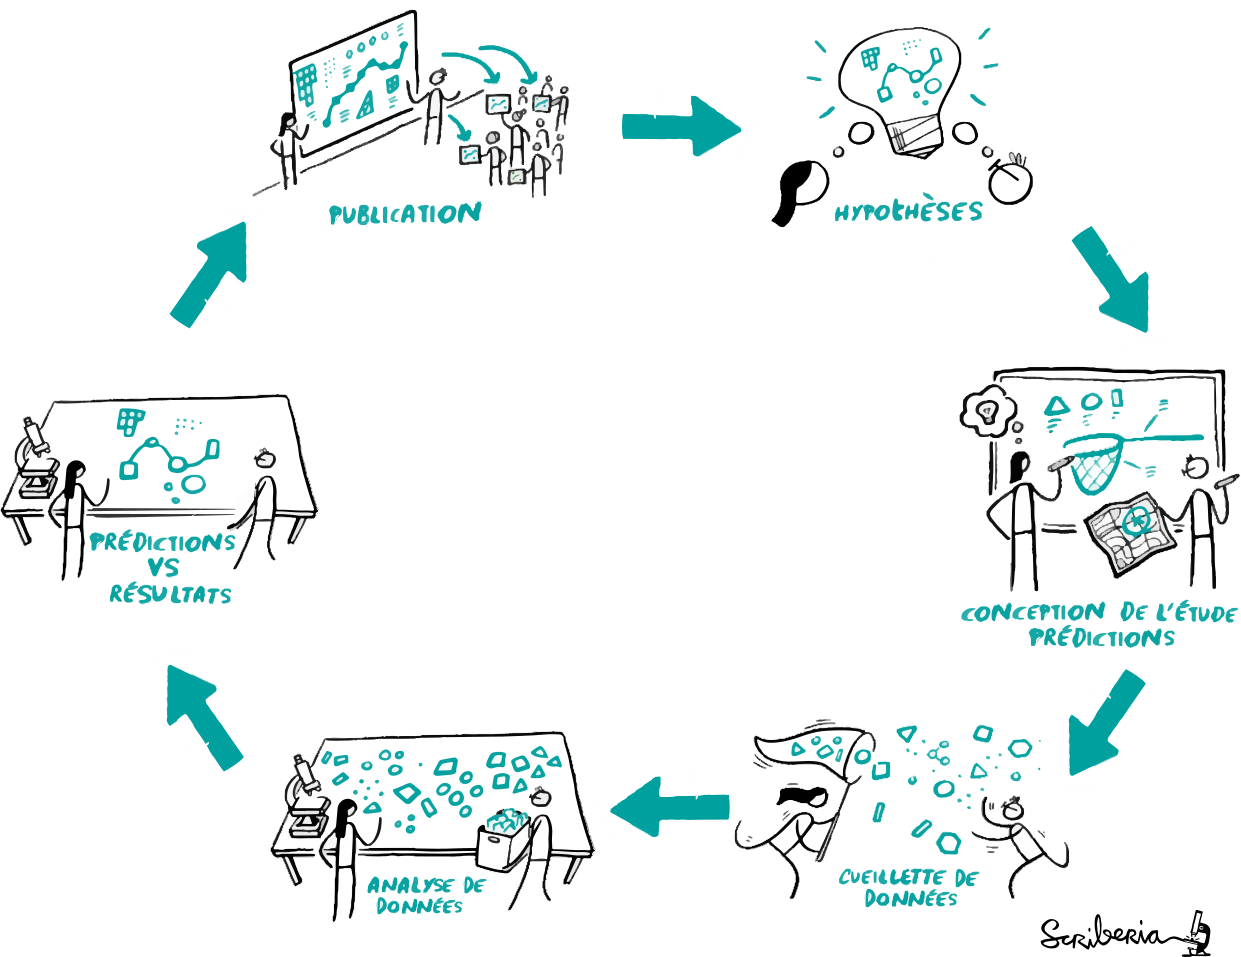 PUBLICATION
HYPOTHÈSES
CONCEPTION DE L'ÉTUDE
PRÉDICTIONS
CUEILLETTE DE
DONNÉES
ANALYSE DE
DONNÉES
PRÉDICTIONS
VS
RÉSULTATS
Scriberia